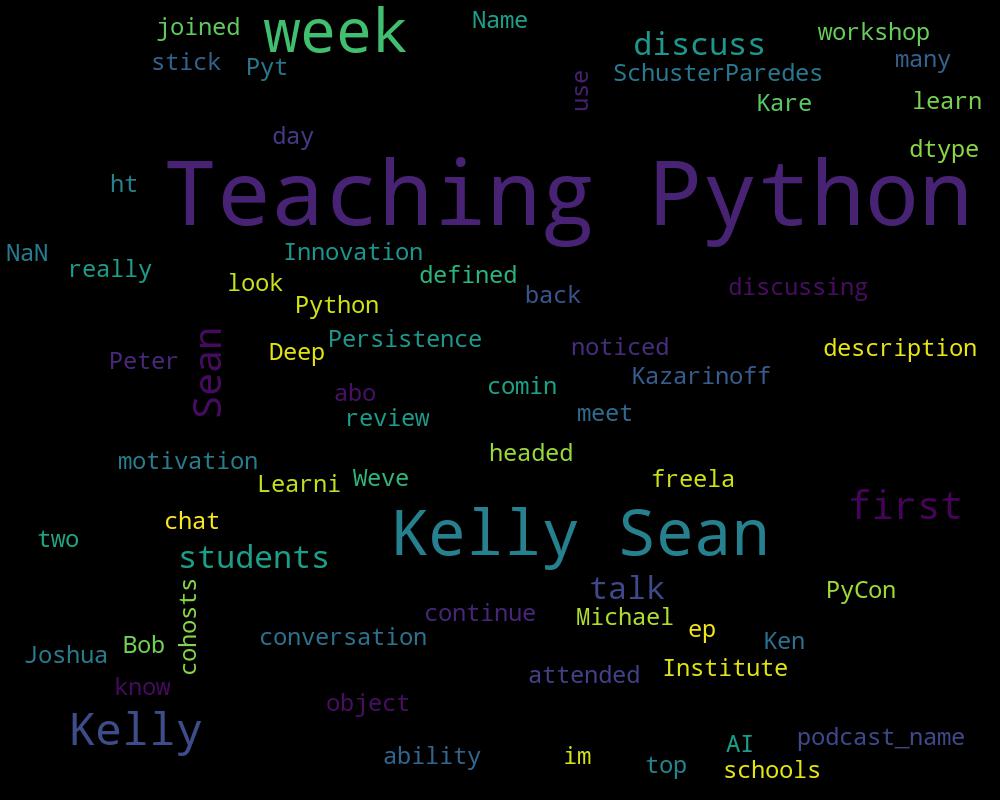 week
Name
joined
discuss
workshop
stick
Pyt
SchusterParedes
many
use
Kare
learn
day
dtype
ht
Teaching Python
NaN
really
Innovation
look
defined
discussing
Python
back
Persistence
Sean
Peter
Deep
noticed
description
abo
comin
Kazarinoff
review
meet
motivation
headed
Learni
Weve
freela
first
chat
Kelly Sean
two
students
cohosts
talk
PyCon
continue
Michael
ep
Joshua
Bob
conversation
Ken
know
attended
Institute
object
Kelly
ability
im
top
AI
podcast_name
schools